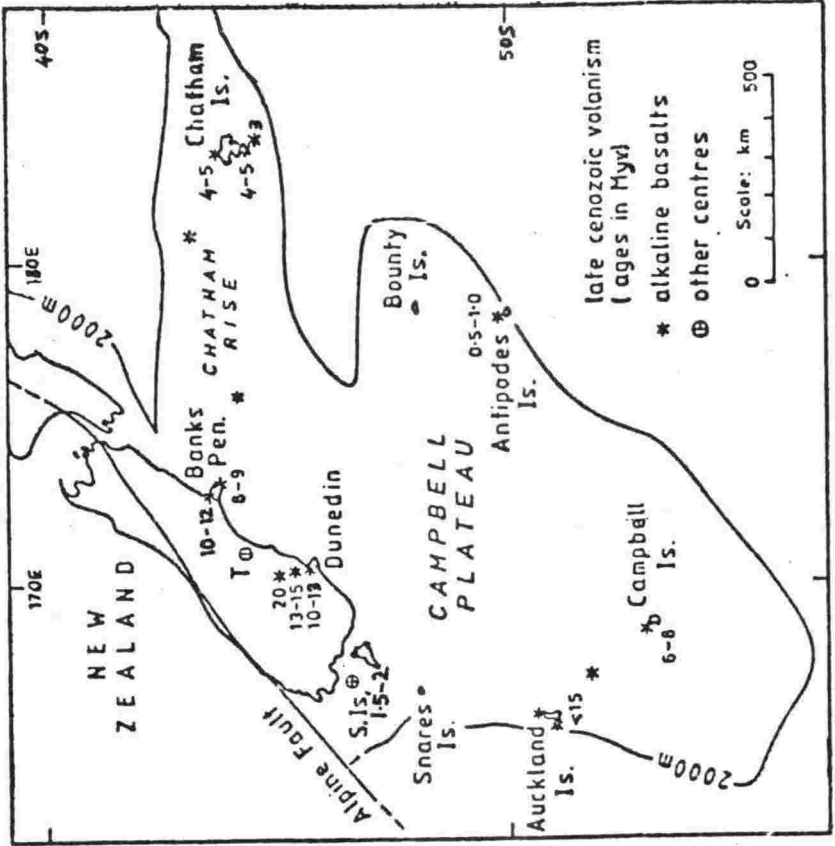 40S
50S
180E
170E
2000m
NEW
ZEALAND
Alpine Fault
Banks
Pen.
10-12
8-9
CHATHAM
RISE
Chatham
Is.
4-5
4-5
3
T
20
13-15
10-13
Dunedin
S.Is.
1·5-2
Snares
Is.
CAMPBELL
PLATEAU
Bounty
Is.
0·5-1·0
Antipodes
Is.
Auckland
Is.
<15
6-8
Campbell
Is.
2000m
late cenozoic volanism
( ages in Myr)
* alkaline basalts
⊕ other centres
Scale: km
0 500